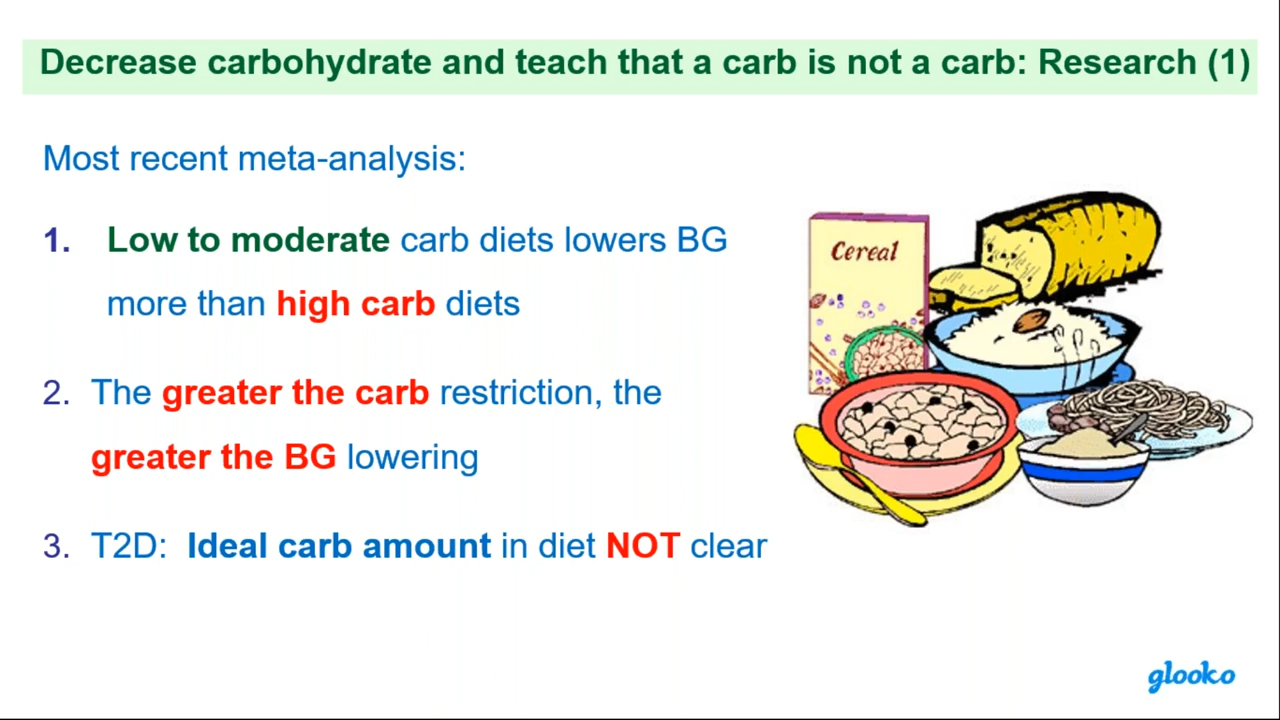 Decrease carbohydrate and teach that a carb is not a carb: Research (1)
Most recent meta-analysis:
1. Low to moderate carb diets lowers BG
more than high carb diets
2. The greater the carb restriction, the
greater the BG lowering
3. T2D: Ideal carb amount in diet NOT clear
Cereal
glooko